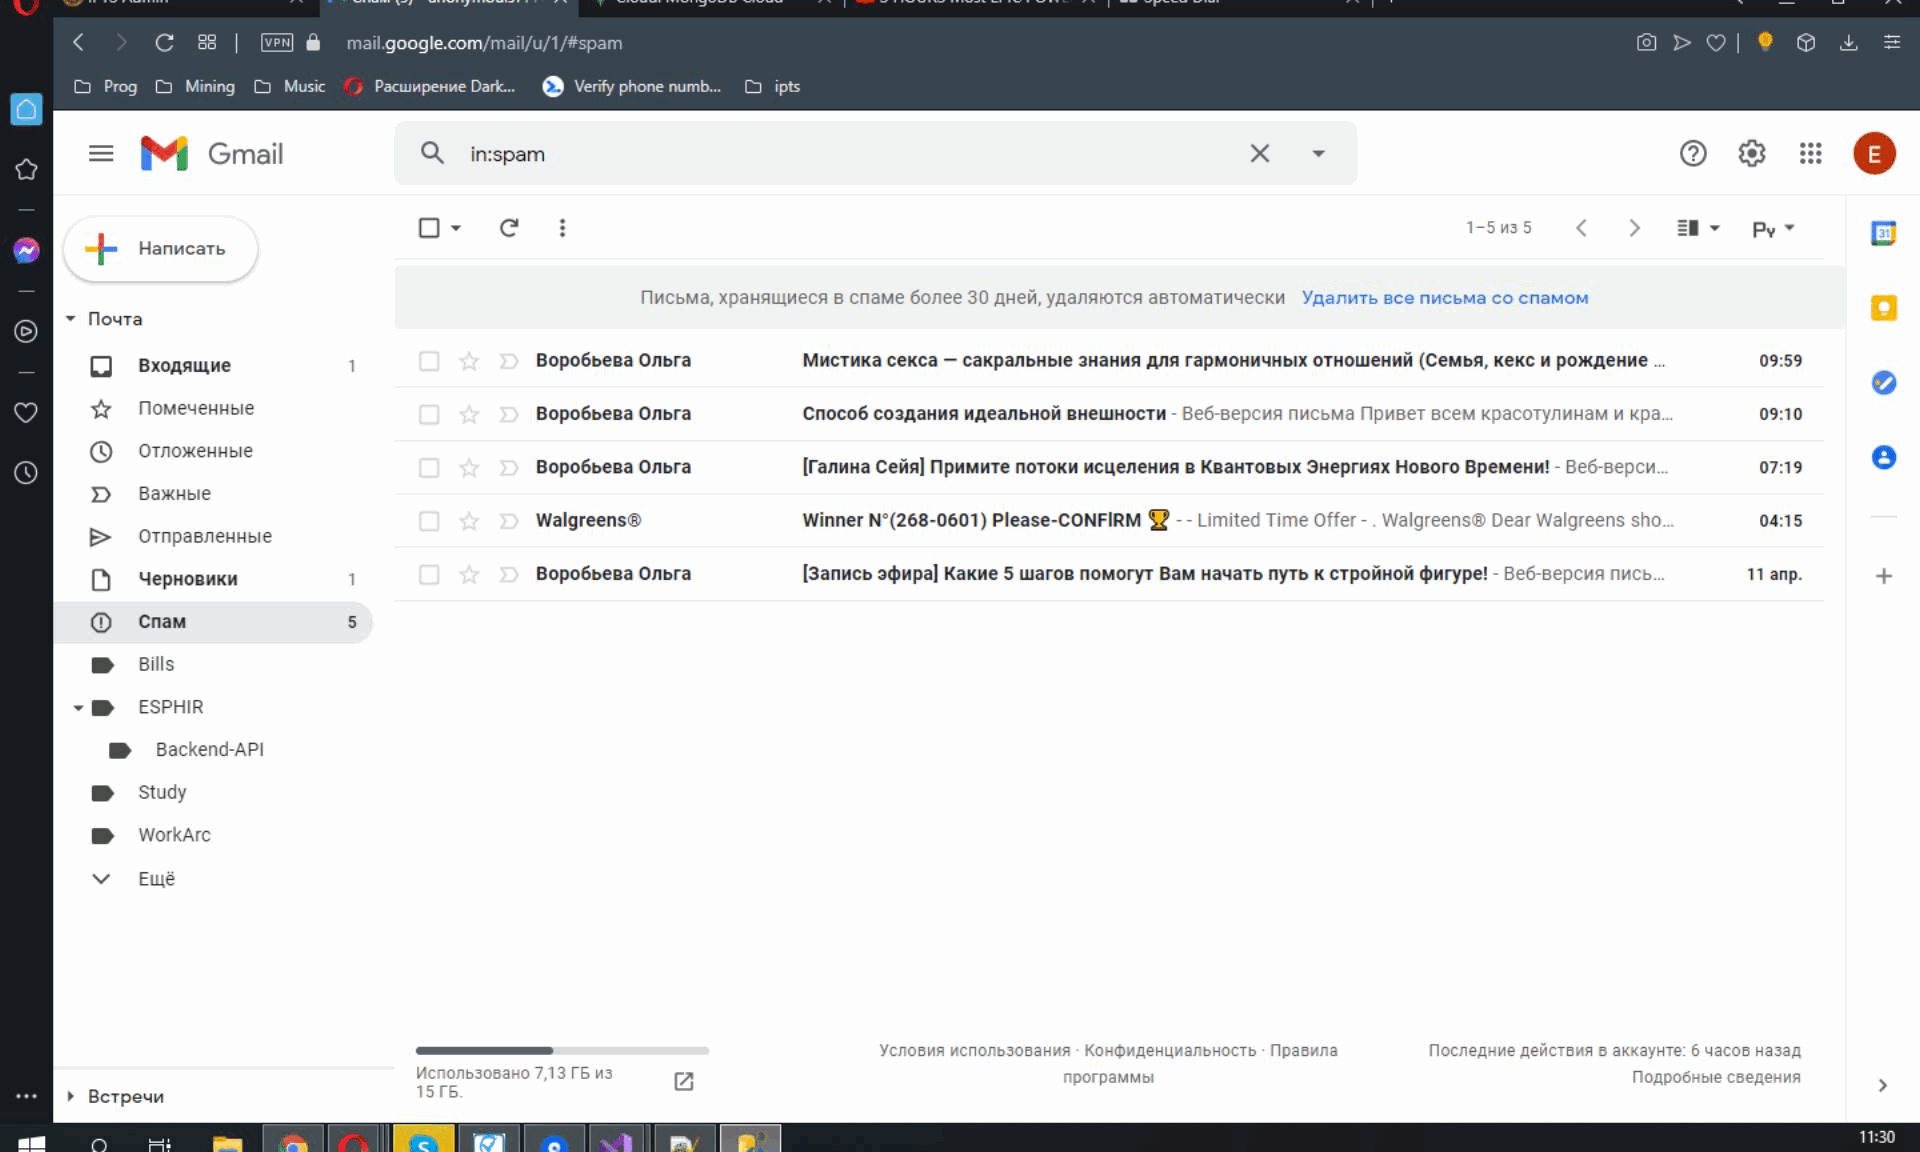 mail.google.com/mail/u/1/#spam
VPN
Prog
Mining
Music
Расширение Dark...
Verify phone numb...
ipts
Gmail
in:spam
E
Написать
1–5 из 5
Ру
31
Письма, хранящиеся в спаме более 30 дней, удаляются автоматически Удалить все письма со спамом
Почта
Входящие 1
Помеченные
Отложенные
Важные
Отправленные
Черновики 1
Спам 5
Bills
ESPHIR
Backend-API
Study
WorkArc
Ещё
Воробьева Ольга Мистика секса — сакральные знания для гармоничных отношений (Семья, кекс и рождение ... 09:59
Воробьева Ольга Способ создания идеальной внешности - Веб-версия письма Привет всем красотулинам и кра... 09:10
Воробьева Ольга [Галина Сейя] Примите потоки исцеления в Квантовых Энергиях Нового Времени! - Веб-верси... 07:19
Walgreens® Winner N°(268-0601) Please-CONFlRM 🏆 - - Limited Time Offer - . Walgreens® Dear Walgreens sho... 04:15
Воробьева Ольга [Запись эфира] Какие 5 шагов помогут Вам начать путь к стройной фигуре! - Веб-версия пись... 11 апр.
Использовано 7,13 ГБ из
15 ГБ.
Условия использования · Конфиденциальность · Правила
программы
Последние действия в аккаунте: 6 часов назад
Подробные сведения
Встречи
11:30